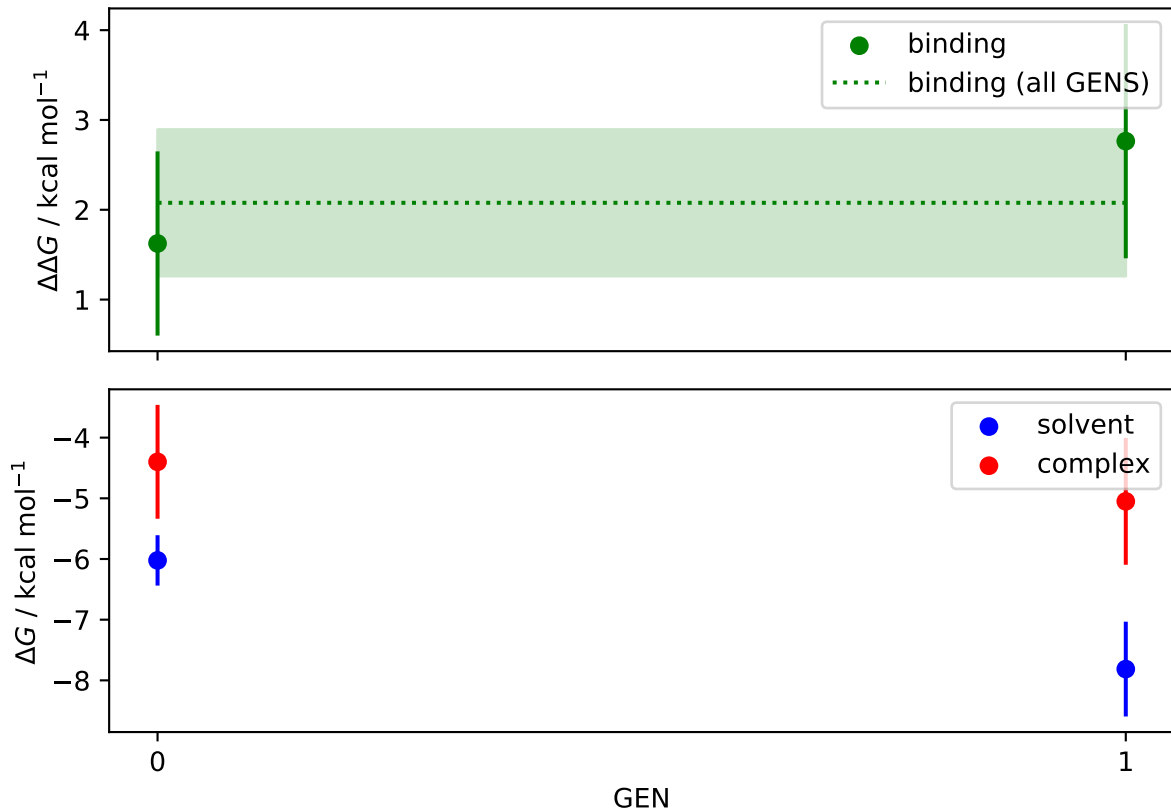 4
3
2
1
ΔΔG / kcal mol⁻¹
binding
binding (all GENS)
−4
−5
−6
−7
−8
ΔG / kcal mol⁻¹
solvent
complex
0
1
GEN